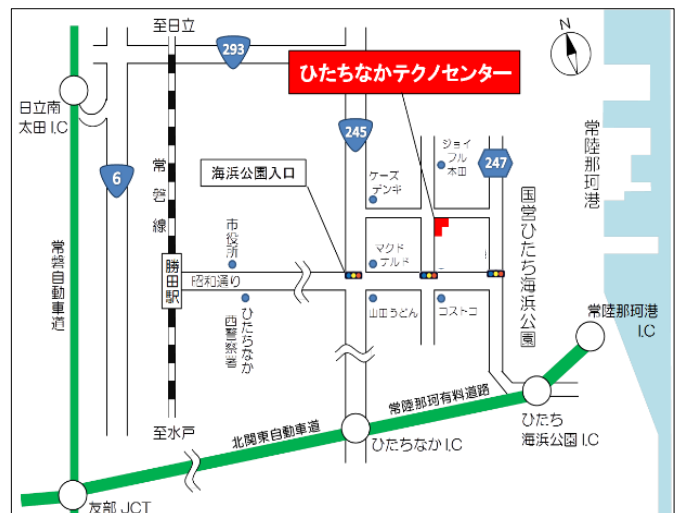 至日立
N
293
ひたちなかテクノセンター
日立南
太田 I.C
245
ジョイ
フル
本田
247
常陸那珂港
6
常磐線
海浜公園入口
ケーズ
デンキ
国営ひたち海浜公園
市役所
マクド
ナルド
常磐自動車道
勝田駅
昭和通り
ひたちなか
西警察署
山田うどん
コストコ
常陸那珂港
I.C
常陸那珂有料道路
至水戸
北関東自動車道
ひたちなか I.C
ひたち
海浜公園 I.C
友部 JCT